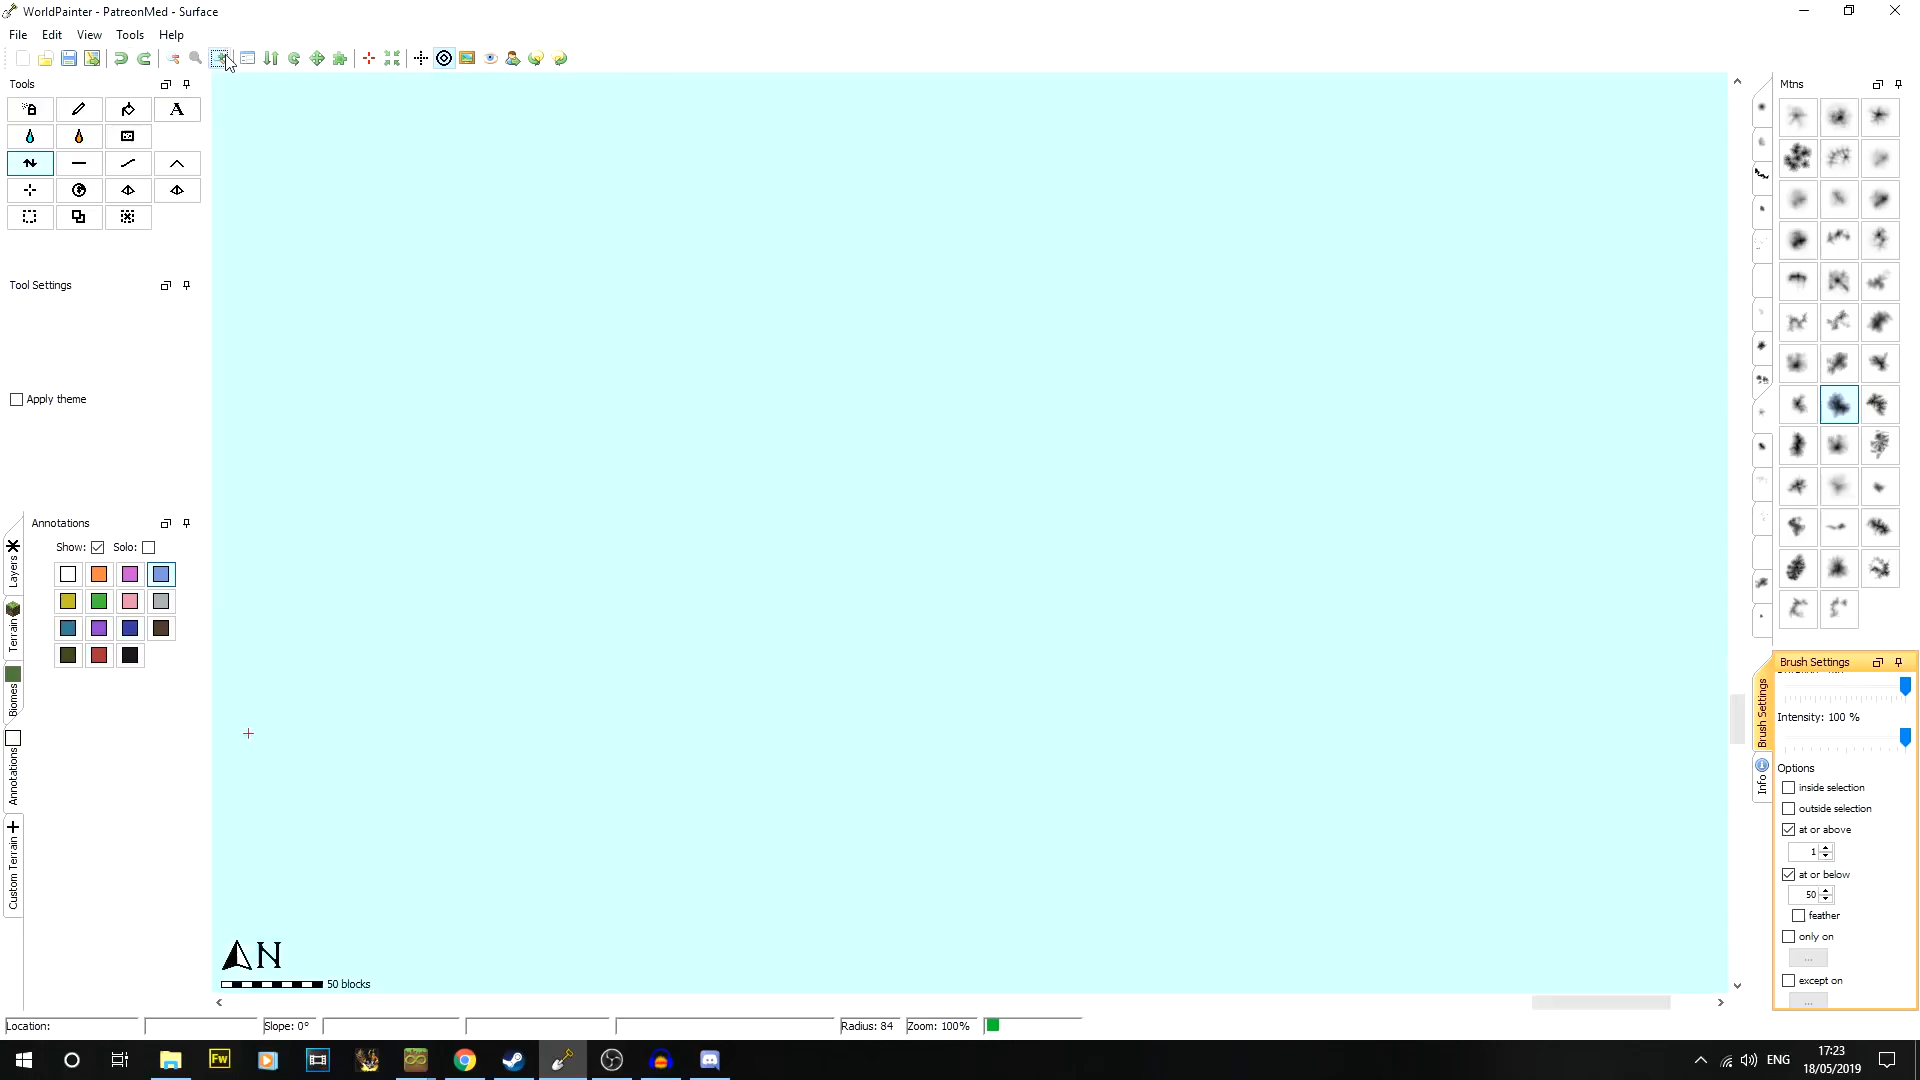 WorldPainter - PatreonMed - Surface
File Edit View Tools Help
Tools
A
Tool Settings
Apply theme
Annotations
Show: Solo:
Layers
Terrain
Biomes
Annotations
Custom Terrain
N
50 blocks
Mtns
Brush Settings
Brush Settings
Info
Intensity: 100 %
Options
inside selection
outside selection
at or above
1
at or below
50
feather
only on
...
except on
...
Location:
Slope: 0°
Radius: 84
Zoom: 100%
Fw
ENG
17:23
18/05/2019